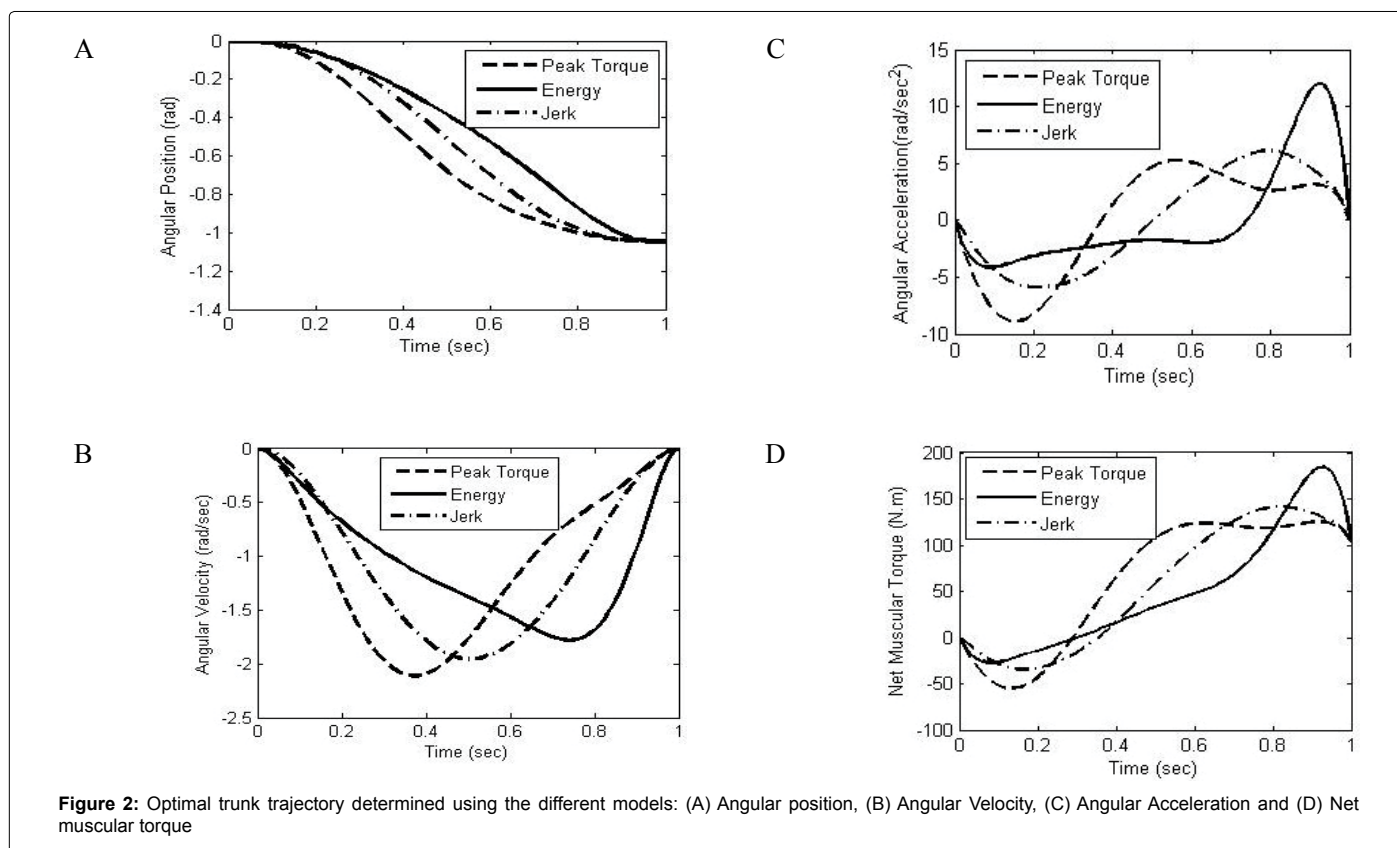 A
0
-0.2
-0.4
-0.6
-0.8
-1
-1.2
-1.4
Angular Position (rad)
Peak Torque
Energy
Jerk
0 0.2 0.4 0.6 0.8 1
Time (sec)
C
15
10
5
0
-5
-10
Angular Acceleration(rad/sec²)
Peak Torque
Energy
Jerk
0 0.2 0.4 0.6 0.8 1
Time (sec)
B
0
-0.5
-1
-1.5
-2
-2.5
Angular Velocity (rad/sec)
Peak Torque
Energy
Jerk
0 0.2 0.4 0.6 0.8 1
Time (sec)
D
200
150
100
50
0
-50
-100
Net Muscular Torque (N.m)
Peak Torque
Energy
Jerk
0 0.2 0.4 0.6 0.8 1
Time (sec)
Figure 2: Optimal trunk trajectory determined using the different models: (A) Angular position, (B) Angular Velocity, (C) Angular Acceleration and (D) Net
muscular torque